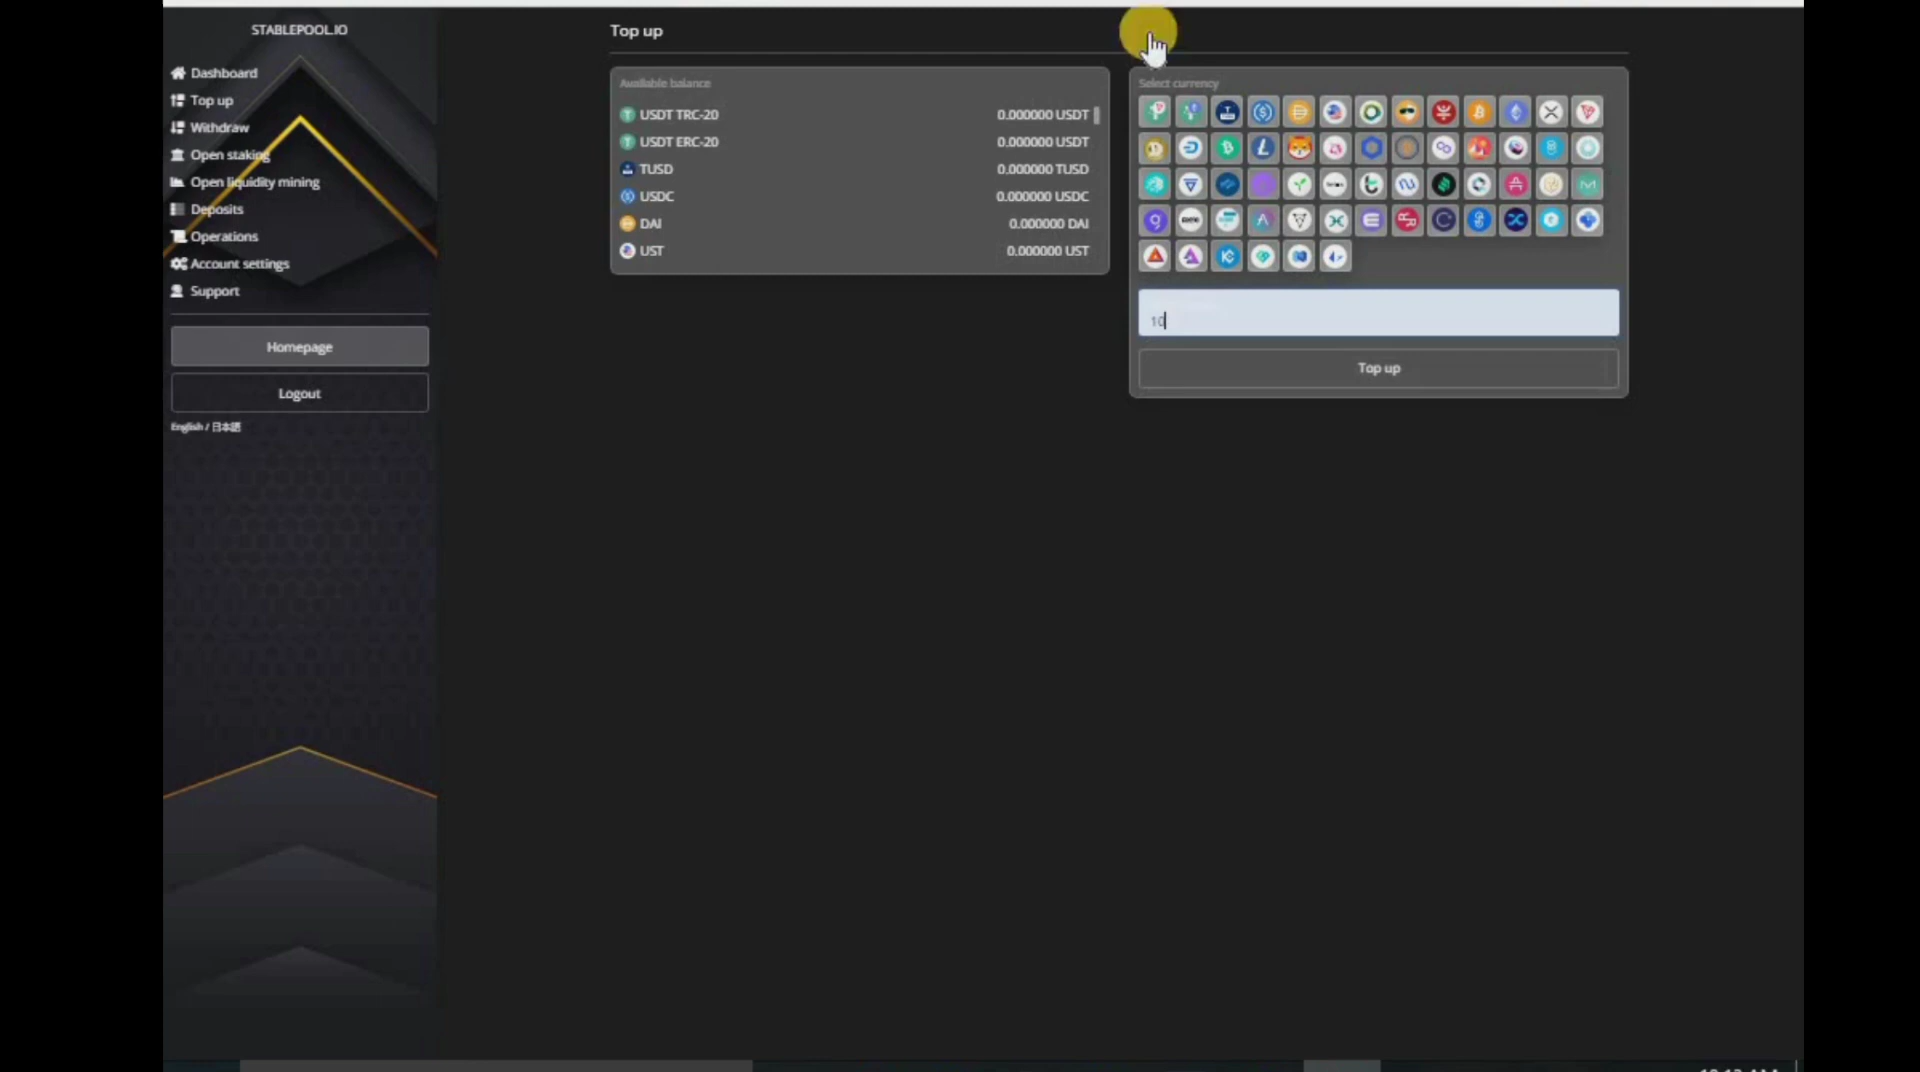 STABLEPOOL.IO
Dashboard
Top up
Withdraw
Open staking
Open liquidity mining
Deposits
Operations
Account settings
Support
Homepage
Logout
English / 日本語
Top up
Available balance
USDT TRC-20 0.000000 USDT
USDT ERC-20 0.000000 USDT
TUSD 0.000000 TUSD
USDC 0.000000 USDC
DAI 0.000000 DAI
UST 0.000000 UST
Select currency
10
Top up